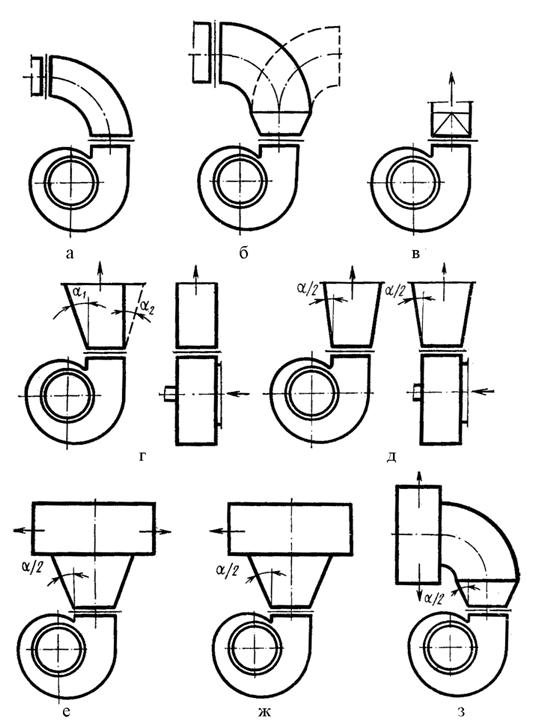 а б в
α₁ α₂ α/2 α/2
г д
α/2 α/2 α/2
е ж з